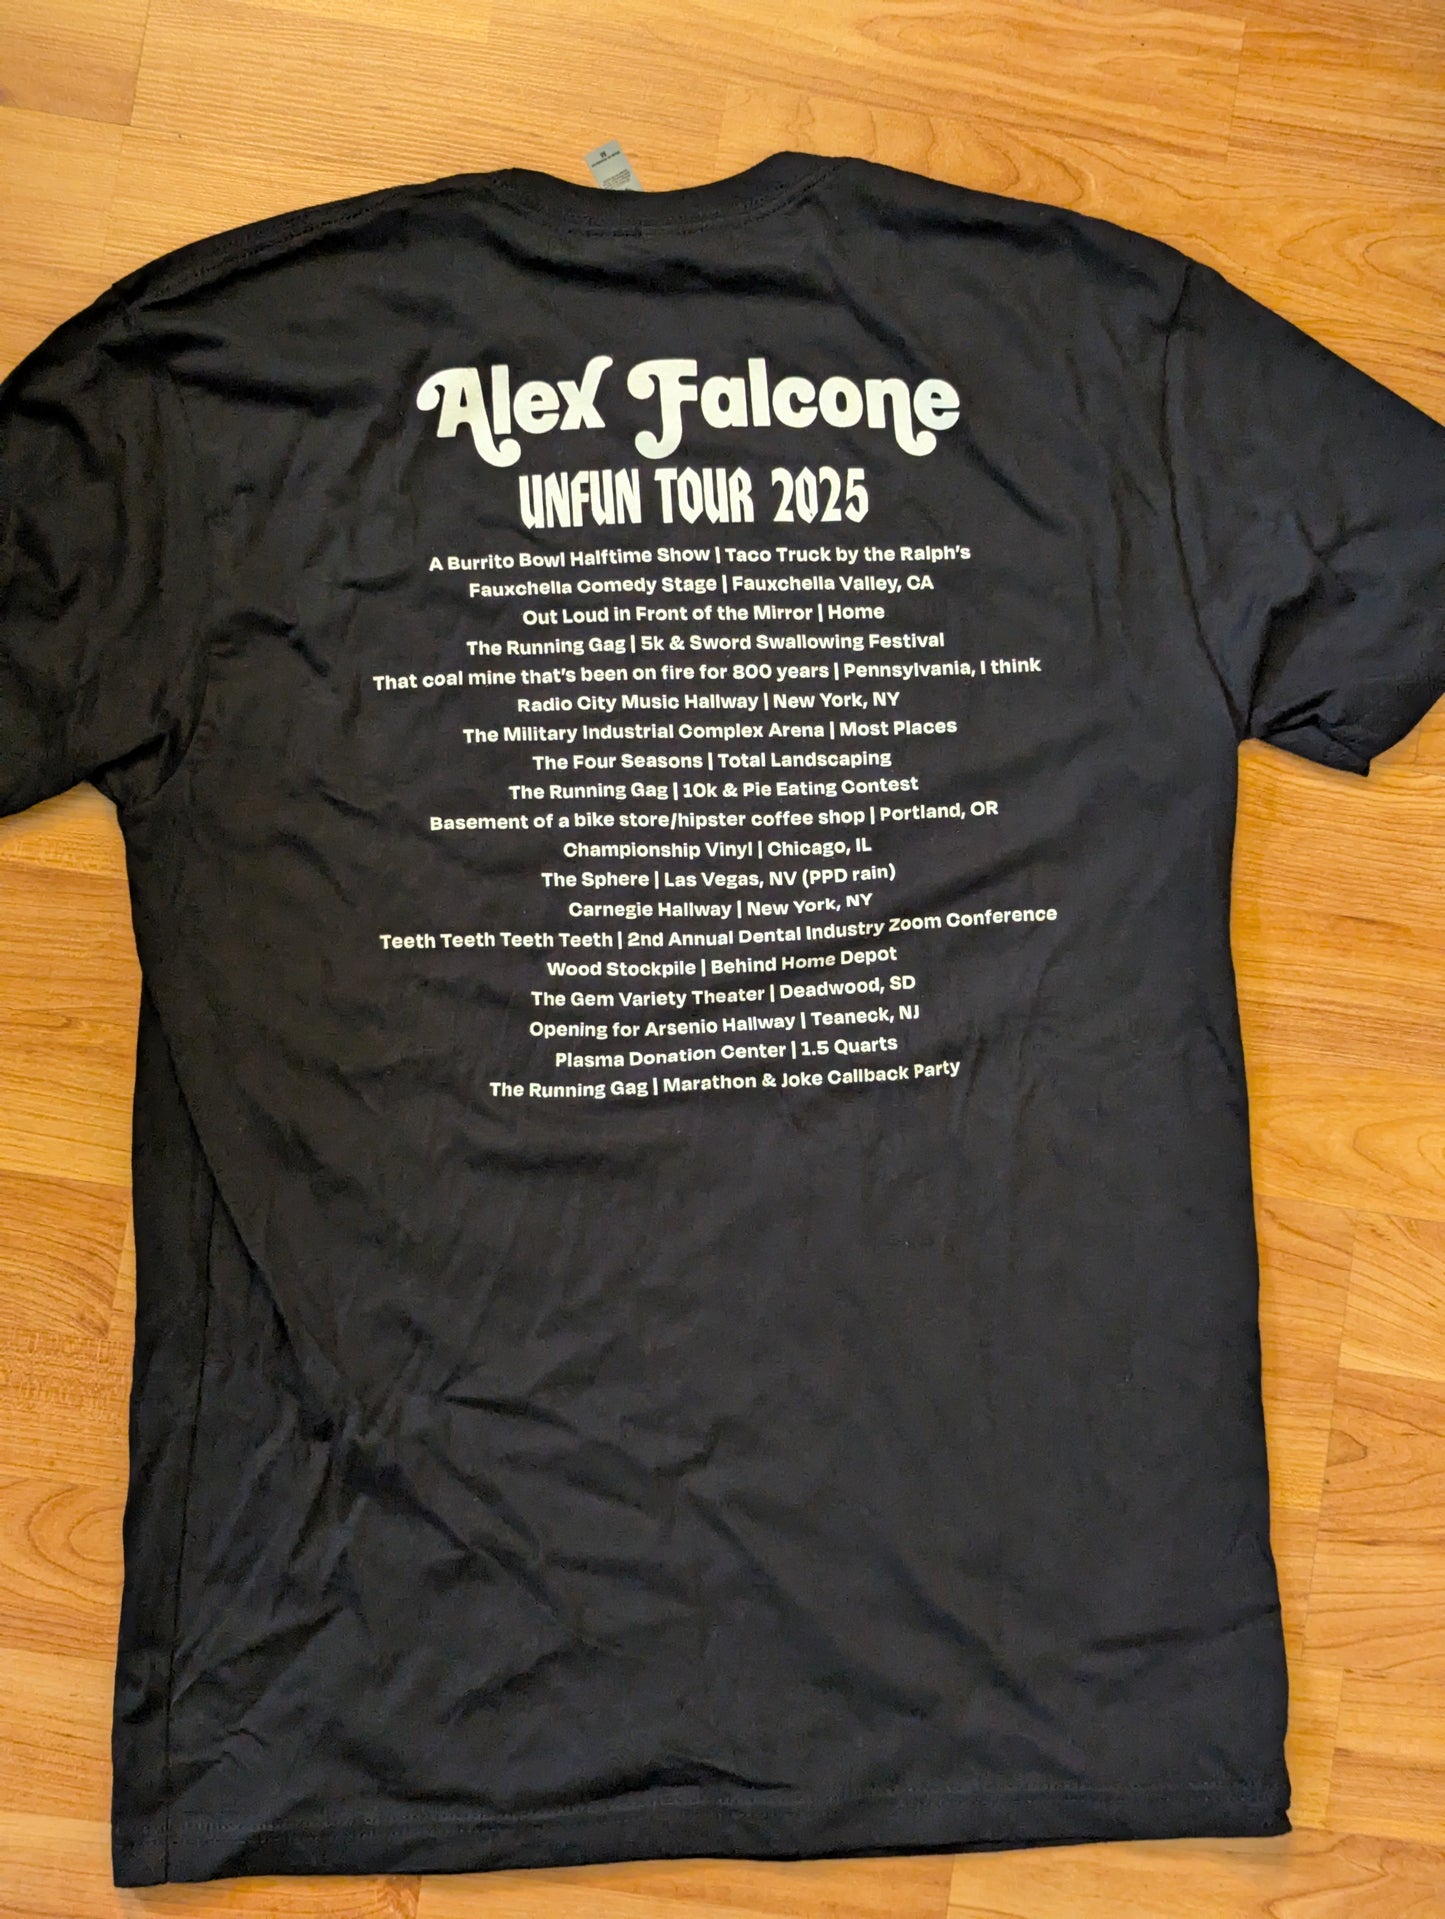 Alex Falcone
UNFUN TOUR 2025
A Burrito Bowl Halftime Show | Taco Truck by the Ralph's
Fauxchella Comedy Stage | Fauxchella Valley, CA
Out Loud in Front of the Mirror | Home
The Running Gag | 5k & Sword Swallowing Festival
That coal mine that's been on fire for 800 years | Pennsylvania, I think
Radio City Music Hallway | New York, NY
The Military Industrial Complex Arena | Most Places
The Four Seasons | Total Landscaping
The Running Gag | 10k & Pie Eating Contest
Basement of a bike store/hipster coffee shop | Portland, OR
Championship Vinyl | Chicago, IL
The Sphere | Las Vegas, NV (PPD rain)
Carnegie Hallway | New York, NY
Teeth Teeth Teeth Teeth | 2nd Annual Dental Industry Zoom Conference
Wood Stockpile | Behind Home Depot
The Gem Variety Theater | Deadwood, SD
Opening for Arsenio Hallway | Teaneck, NJ
Plasma Donation Center | 1.5 Quarts
The Running Gag | Marathon & Joke Callback Party